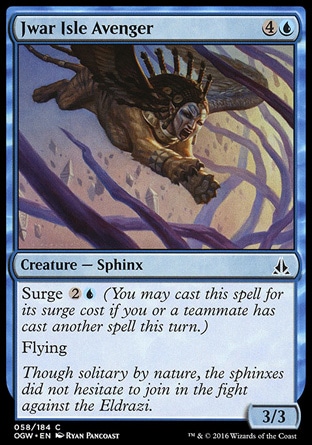 Jwar Isle Avenger 4
Creature — Sphinx
Surge 2 (You may cast this spell for
its surge cost if you or a teammate has
cast another spell this turn.)
Flying
Though solitary by nature, the sphinxes
did not hesitate to join in the fight
against the Eldrazi.
3/3
058/184 C
OGW • EN Ryan Pancoast
™ & © 2016 Wizards of the Coast